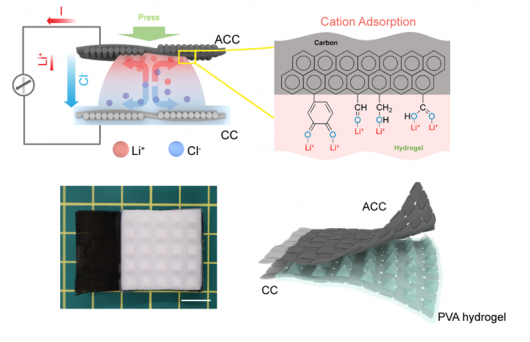 I
Press
ACC
Li⁺
Cl⁻
CC
Li⁺
Cl⁻
Cation Adsorption
Carbon
CH
CH₂
C
O
O
O
OH
HO
O
Li⁺
Li⁺
Li⁺
Li⁺
Li⁺
Li⁺
Hydrogel
ACC
CC
PVA hydrogel